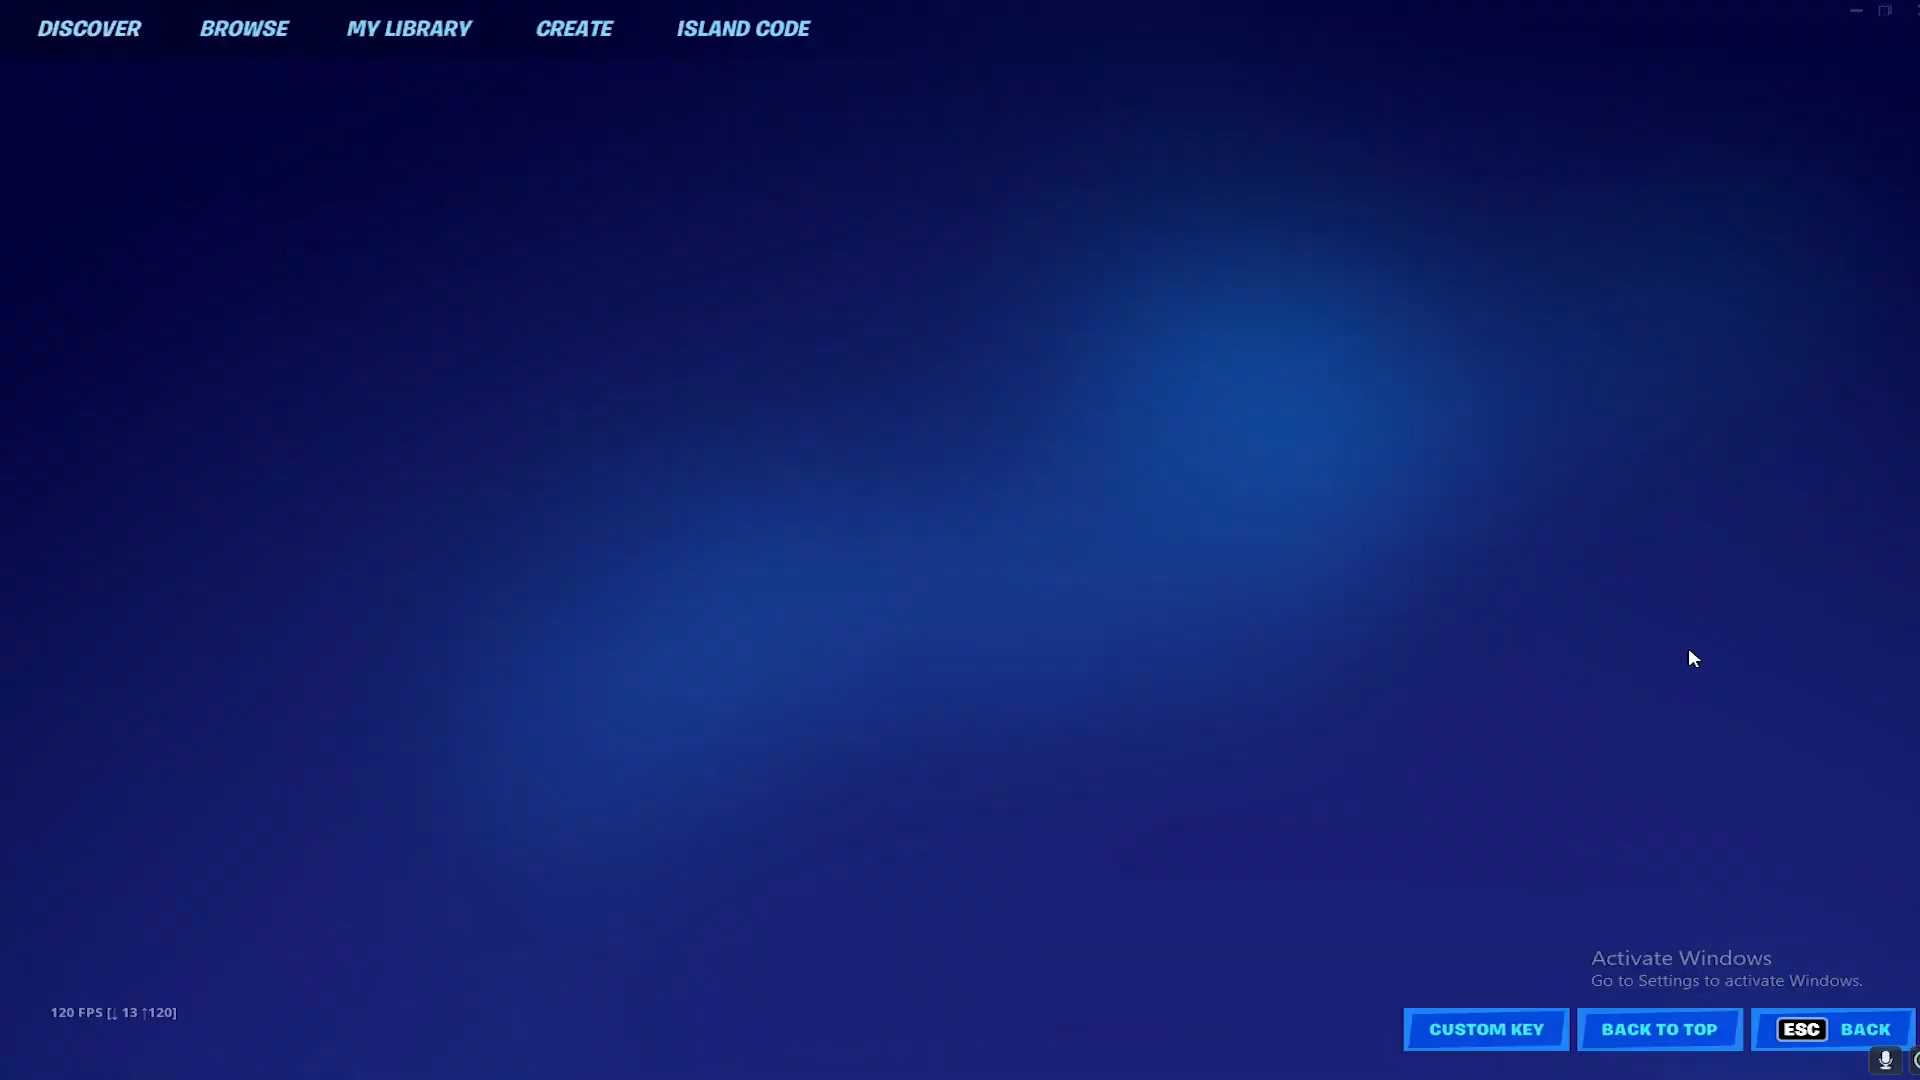 DISCOVER BROWSE MY LIBRARY CREATE ISLAND CODE
Activate Windows
Go to Settings to activate Windows.
120 FPS [↓ 13 ↑120]
CUSTOM KEY BACK TO TOP ESC BACK